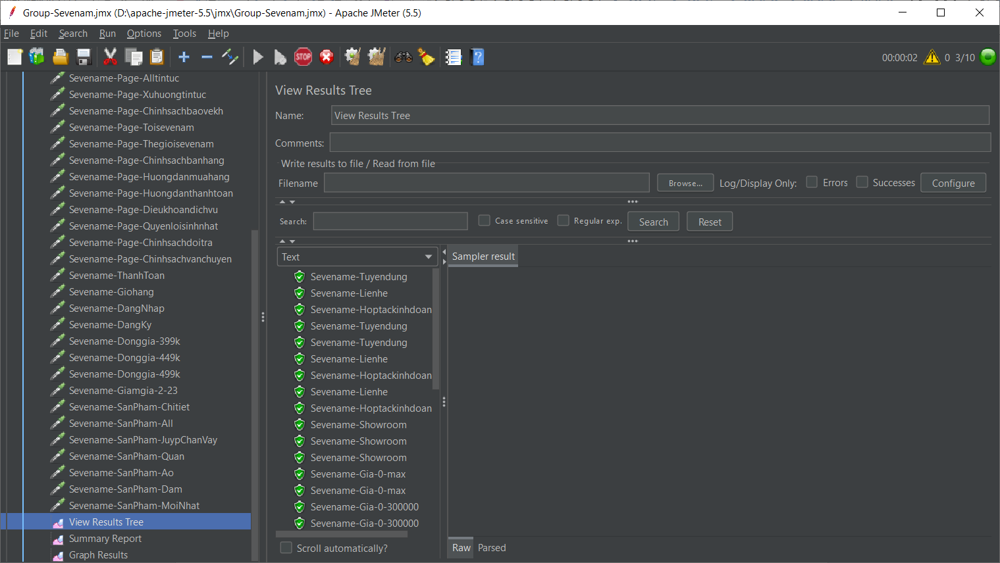 Group-Sevenam.jmx (D:\apache-jmeter-5.5\jmx\Group-Sevenam.jmx) - Apache JMeter (5.5)
File Edit Search Run Options Tools Help
STOP
00:00:02 0 3/10
Sevename-Page-Alltintuc
Sevename-Page-Xuhuongtintuc
Sevename-Page-Chinhsachbaovekh
Sevename-Page-Toisevenam
Sevename-Page-Thegioisevenam
Sevename-Page-Chinhsachbanhang
Sevename-Page-Huongdanmuahang
Sevename-Page-Huongdanthanhtoan
Sevename-Page-Dieukhoandichvu
Sevename-Page-Quyenloisinhnhat
Sevename-Page-Chinhsachdoitra
Sevename-Page-Chinhsachvanchuyen
Sevename-ThanhToan
Sevename-Giohang
Sevename-DangNhap
Sevename-DangKy
Sevename-Donggia-399k
Sevename-Donggia-449k
Sevename-Donggia-499k
Sevename-Giamgia-2-23
Sevename-SanPham-Chitiet
Sevename-SanPham-All
Sevename-SanPham-JuypChanVay
Sevename-SanPham-Quan
Sevename-SanPham-Ao
Sevename-SanPham-Dam
Sevename-SanPham-MoiNhat
View Results Tree
Summary Report
Graph Results
View Results Tree
Name: View Results Tree
Comments:
Write results to file / Read from file
Filename Browse... Log/Display Only: Errors Successes Configure
Search: Case sensitive Regular exp. Search Reset
Text
Sampler result
Sevename-Tuyendung
Sevename-Lienhe
Sevename-Hoptackinhdoan
Sevename-Tuyendung
Sevename-Tuyendung
Sevename-Lienhe
Sevename-Hoptackinhdoan
Sevename-Lienhe
Sevename-Hoptackinhdoan
Sevename-Showroom
Sevename-Showroom
Sevename-Showroom
Sevename-Gia-0-max
Sevename-Gia-0-max
Sevename-Gia-0-300000
Sevename-Gia-0-300000
Scroll automatically?
Raw Parsed